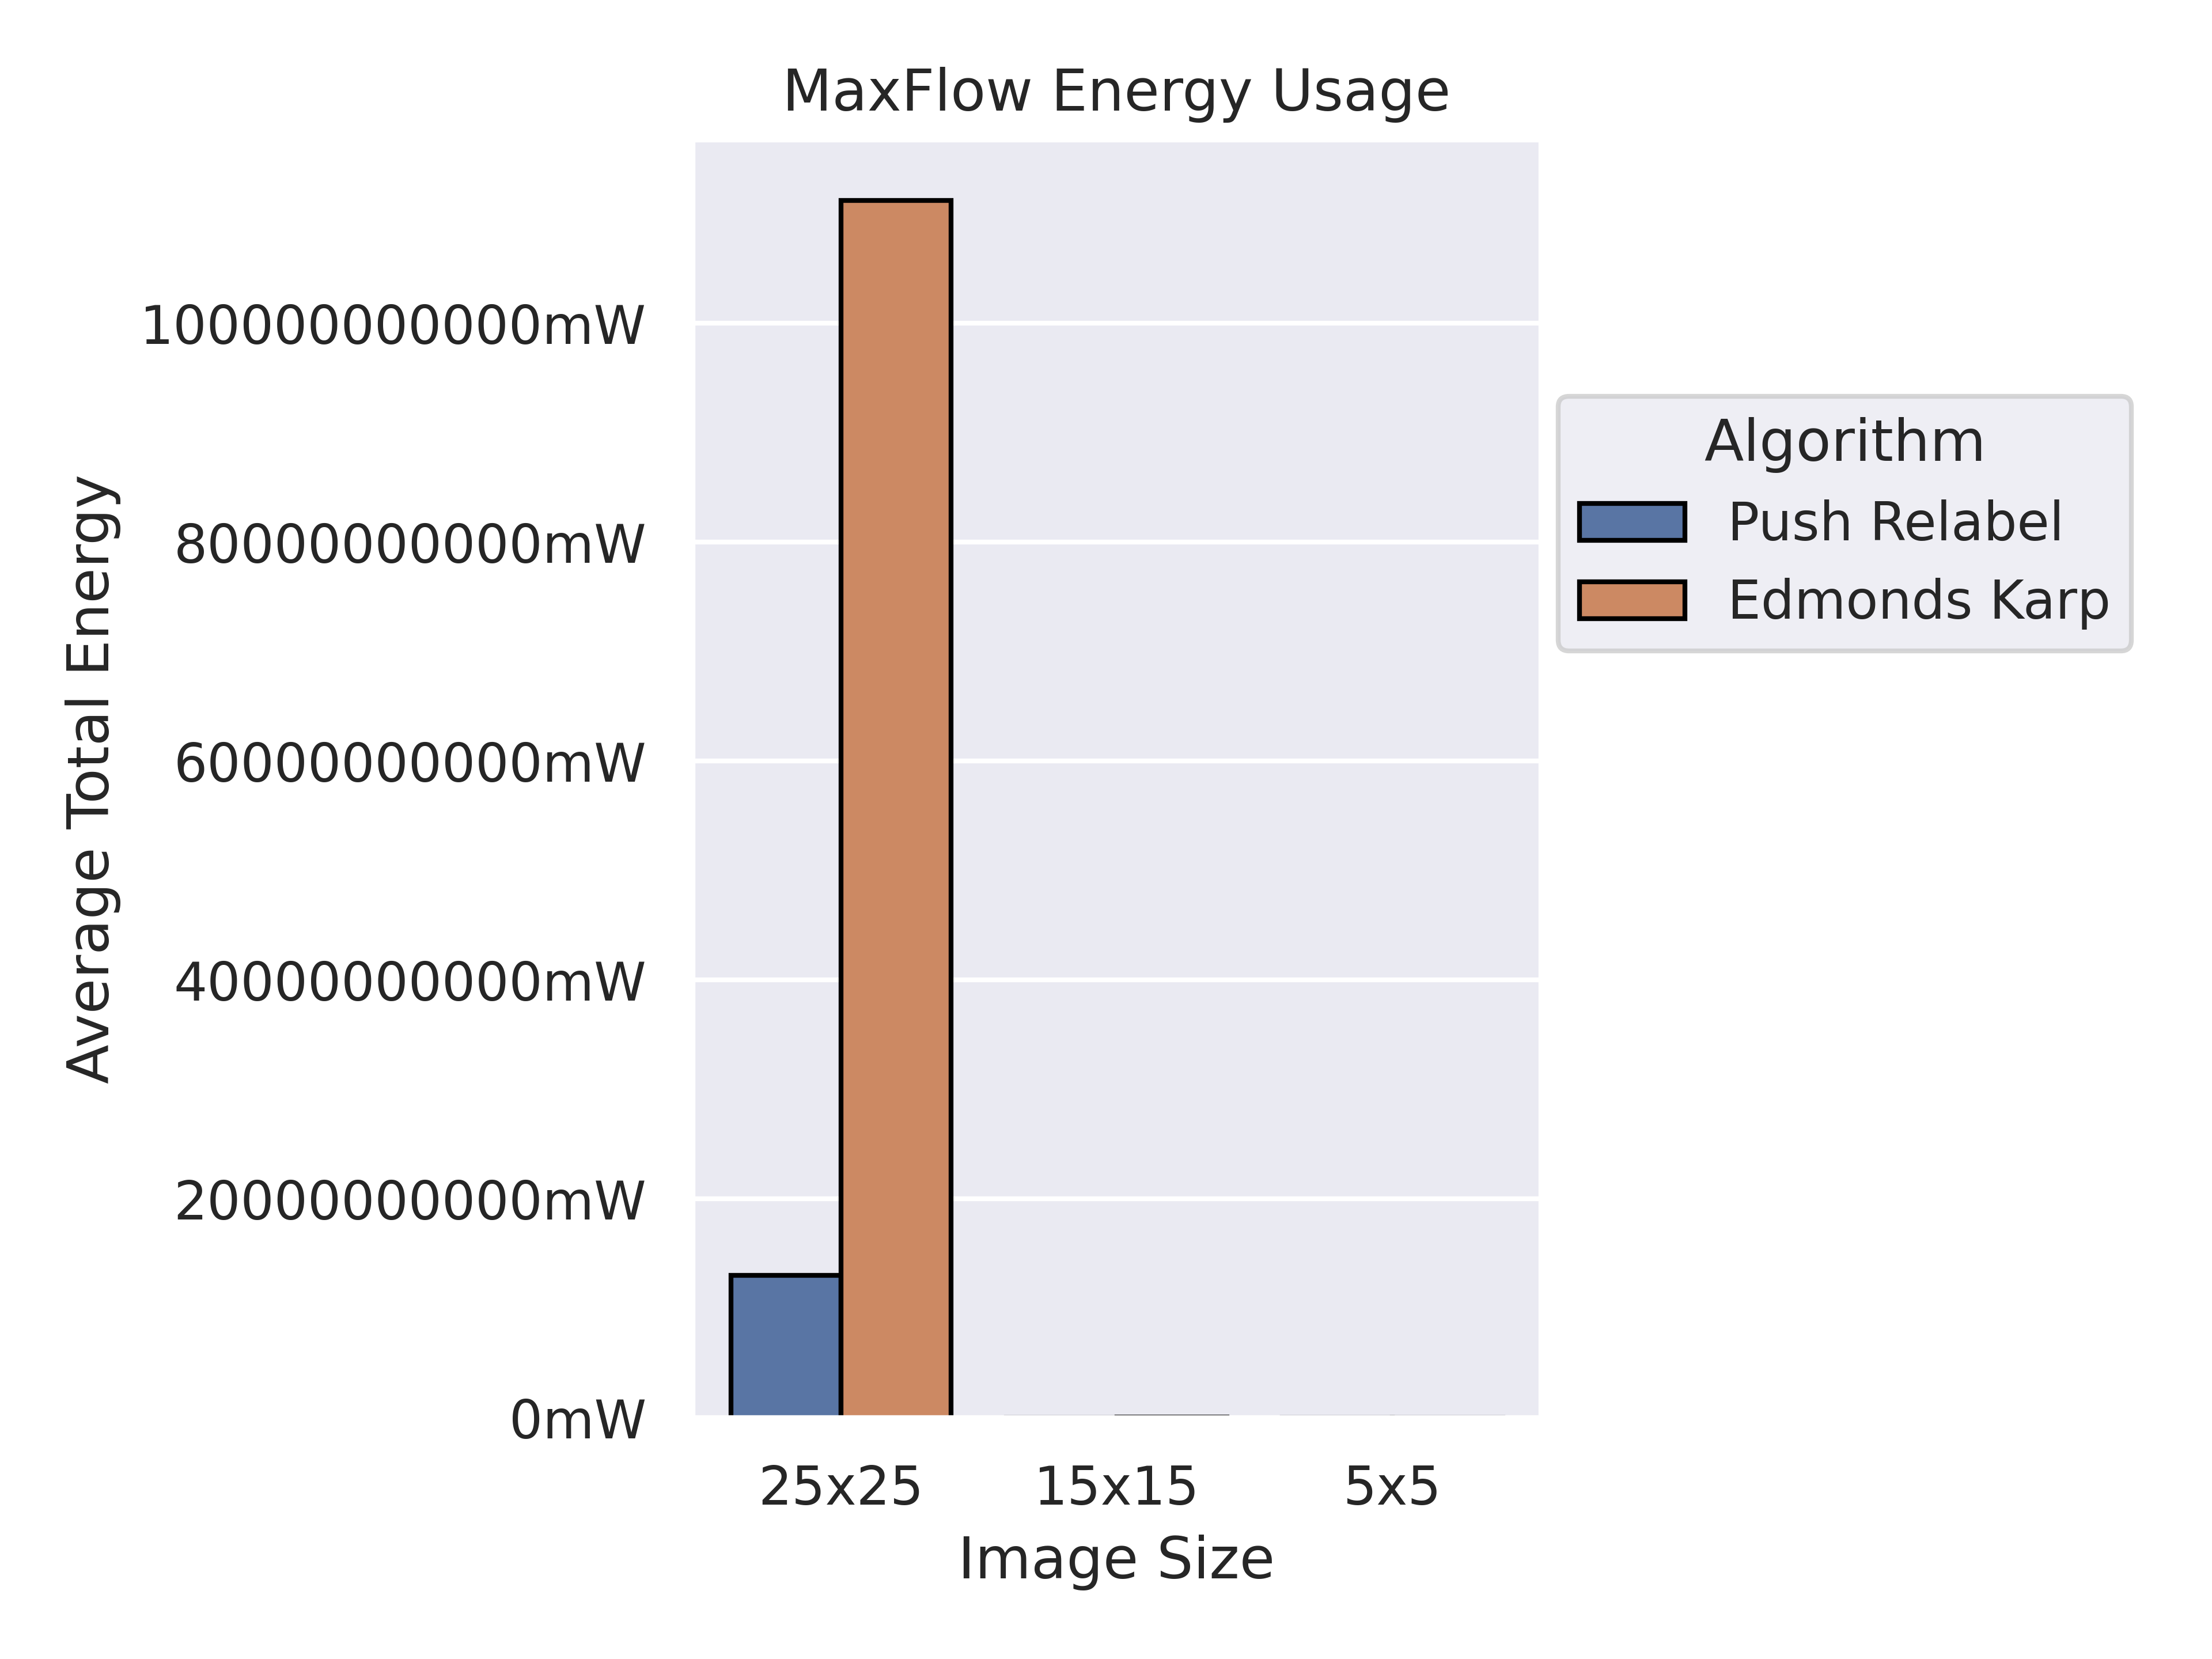 MaxFlow Energy Usage
Average Total Energy
100000000000mW
80000000000mW
60000000000mW
40000000000mW
20000000000mW
0mW
25x25 15x15 5x5
Image Size
Algorithm
Push Relabel
Edmonds Karp